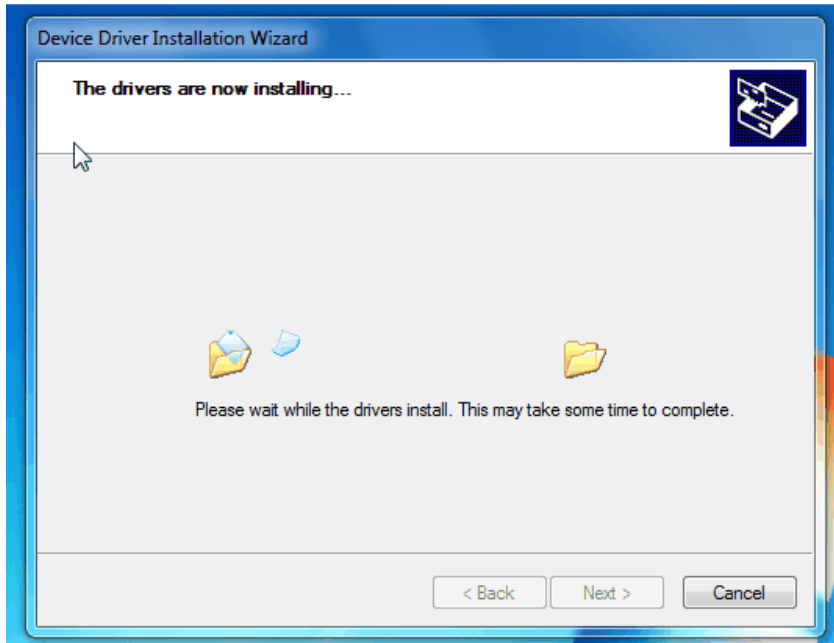 Device Driver Installation Wizard
The drivers are now installing...
Please wait while the drivers install. This may take some time to complete.
< Back
Next >
Cancel